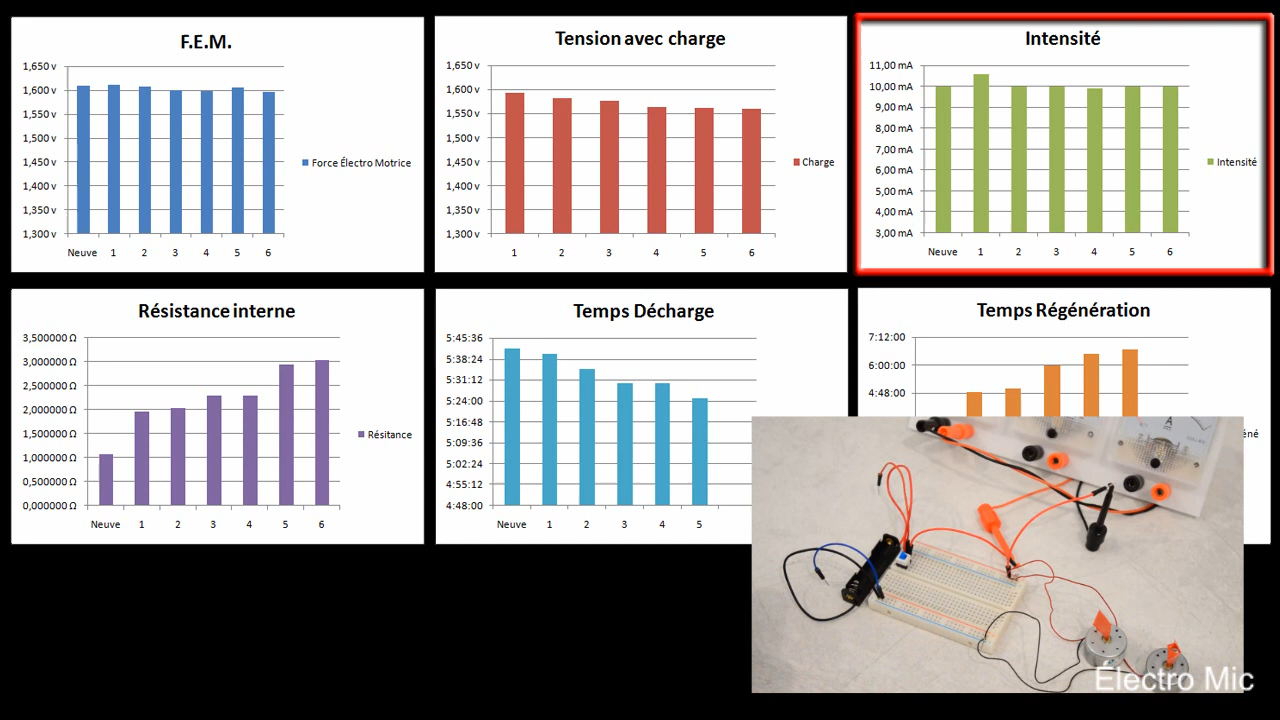 F.E.M.
1,650 v
1,600 v
1,550 v
1,500 v
1,450 v
1,400 v
1,350 v
1,300 v
Neuve 1 2 3 4 5 6
Force Électro Motrice
Tension avec charge
1,650 v
1,600 v
1,550 v
1,500 v
1,450 v
1,400 v
1,350 v
1,300 v
1 2 3 4 5 6
Charge
Intensité
11,00 mA
10,00 mA
9,00 mA
8,00 mA
7,00 mA
6,00 mA
5,00 mA
4,00 mA
3,00 mA
Neuve 1 2 3 4 5 6
Intensité
Résistance interne
3,500000 Ω
3,000000 Ω
2,500000 Ω
2,000000 Ω
1,500000 Ω
1,000000 Ω
0,500000 Ω
0,000000 Ω
Neuve 1 2 3 4 5 6
Résitance
Temps Décharge
5:45:36
5:38:24
5:31:12
5:24:00
5:16:48
5:09:36
5:02:24
4:55:12
4:48:00
Neuve 1 2 3 4 5
Temps Régénération
7:12:00
6:00:00
4:48:00
éné
A
Électro Mic